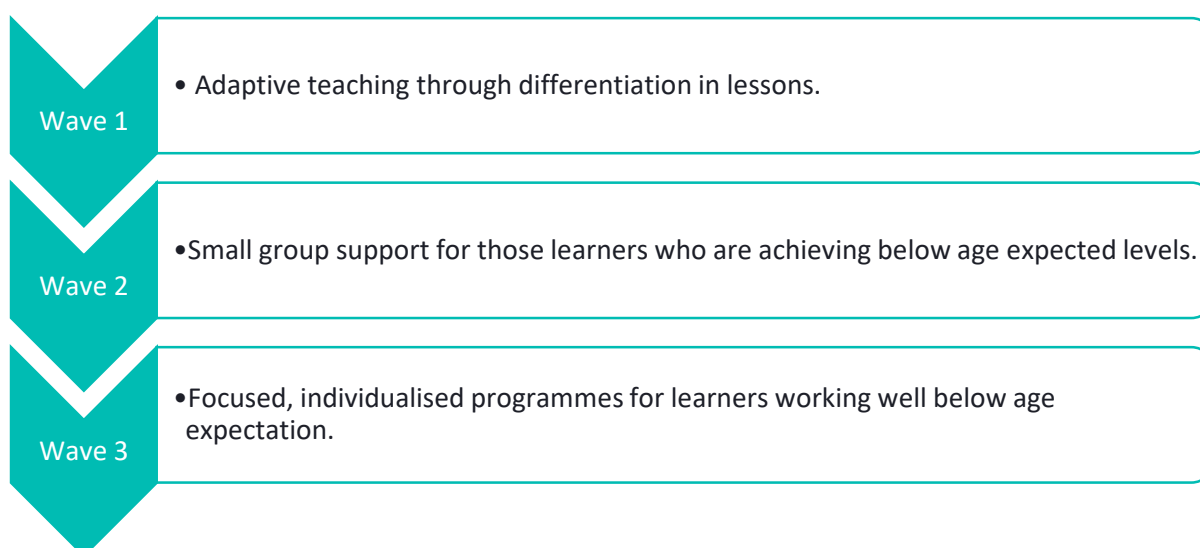 Wave 1
• Adaptive teaching through differentiation in lessons.
Wave 2
•Small group support for those learners who are achieving below age expected levels.
Wave 3
•Focused, individualised programmes for learners working well below age
expectation.